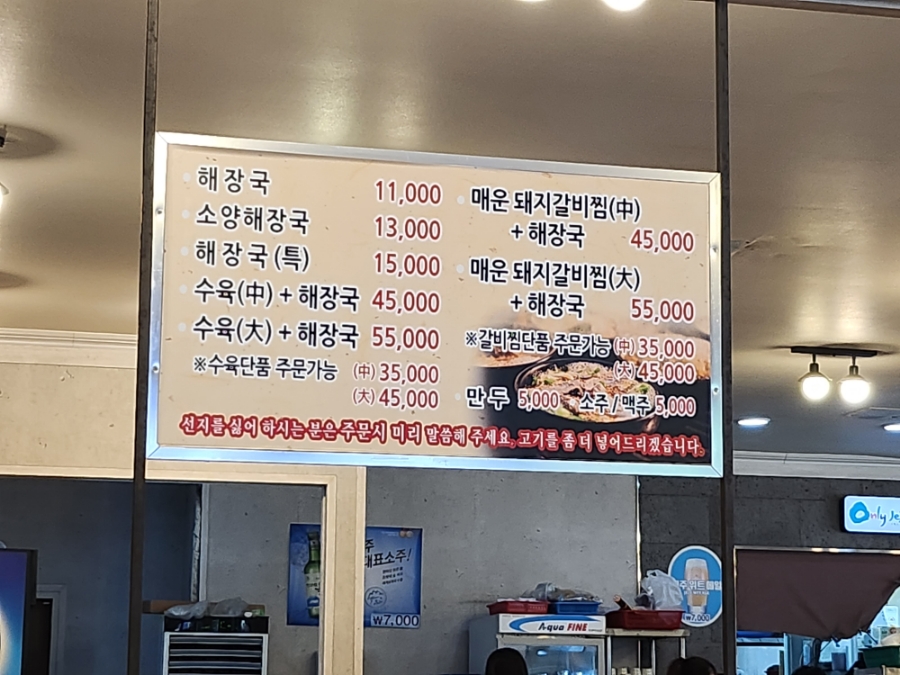 해장국 11,000
소양해장국 13,000
해장국(특) 15,000
수육(中) + 해장국 45,000
수육(大) + 해장국 55,000
※수육단품 주문가능 (中) 35,000
(大) 45,000
매운 돼지갈비찜(中)
+ 해장국 45,000
매운 돼지갈비찜(大)
+ 해장국 55,000
※갈비찜단품 주문가능 (中) 35,000
(大) 45,000
만두 5,000 소주/맥주 5,000
선지를 싫어 하시는 분은 주문시 미리 말씀해 주세요, 고기를 좀 더 넣어드리겠습니다.
대표소주!
₩7,000
Aqua FINE
Only Je
₩7,000